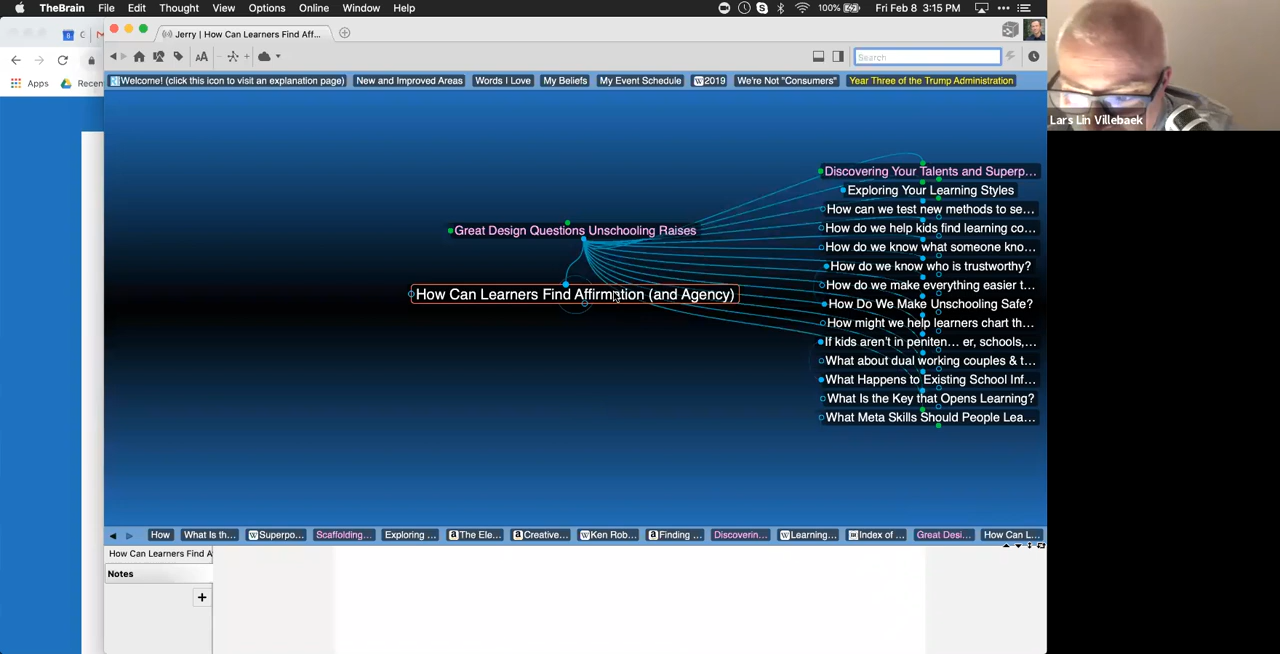 TheBrain File Edit Thought View Options Online Window Help 100% Fri Feb 8 3:15 PM
Jerry | How Can Learners Find Aff...
AA
Search
Welcome! (click this icon to visit an explanation page) New and Improved Areas Words I Love My Beliefs My Event Schedule 2019 We're Not "Consumers" Year Three of the Trump Administration
Apps Recen
Lars Lin Villebaek
Discovering Your Talents and Superp...
Exploring Your Learning Styles
How can we test new methods to se...
Great Design Questions Unschooling Raises
How do we help kids find learning co...
How do we know what someone kno...
How do we know who is trustworthy?
How do we make everything easier t...
How Can Learners Find Affirmation (and Agency)
How Do We Make Unschooling Safe?
How might we help learners chart th...
If kids aren't in peniten... er, schools,...
What about dual working couples & t...
What Happens to Existing School Inf...
What Is the Key that Opens Learning?
What Meta Skills Should People Lea...
How What Is th... Superpo... Scaffolding... Exploring ... The Ele... Creative... Ken Rob... Finding ... Discoverin... Learning... Index of ... Great Desi... How Can L...
How Can Learners Find A
Notes
+